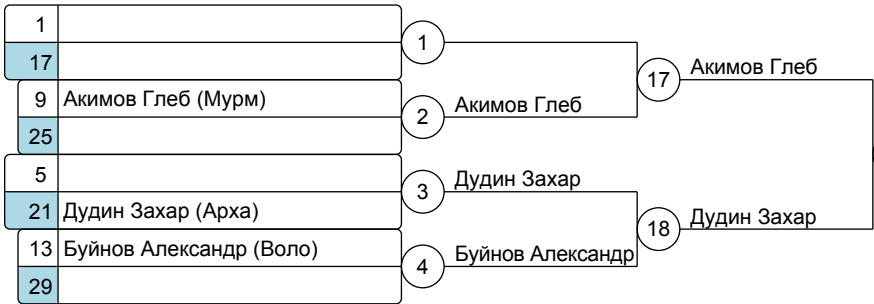 1
1
17
17
Акимов Глеб
9 Акимов Глеб (Мурм)
2
Акимов Глеб
25
5
3
Дудин Захар
21 Дудин Захар (Арха)
18
Дудин Захар
13 Буйнов Александр (Воло)
4
Буйнов Александр
29